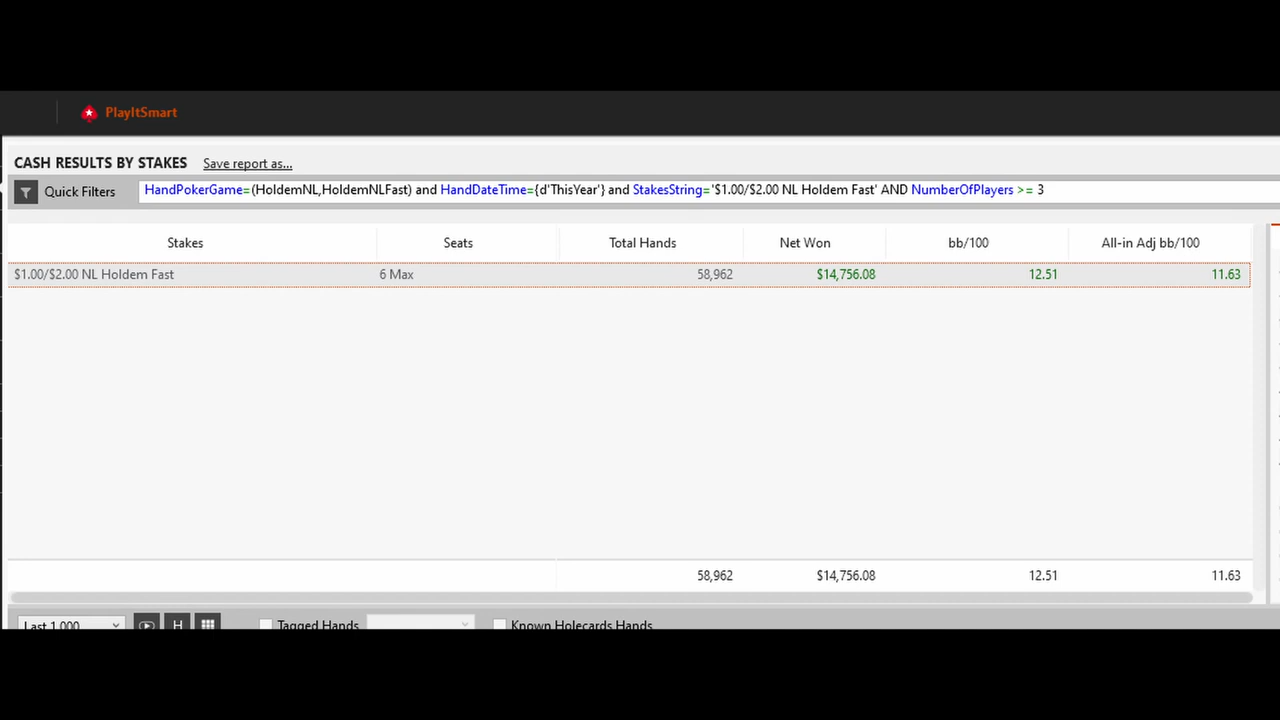 PlayItSmart
CASH RESULTS BY STAKES Save report as...
Quick Filters HandPokerGame=(HoldemNL,HoldemNLFast) and HandDateTime={d'ThisYear'} and StakesString='$1.00/$2.00 NL Holdem Fast' AND NumberOfPlayers >= 3
Stakes Seats Total Hands Net Won bb/100 All-in Adj bb/100
$1.00/$2.00 NL Holdem Fast 6 Max 58,962 $14,756.08 12.51 11.63
58,962 $14,756.08 12.51 11.63
Last 1,000 H Tagged Hands Known Holecards Hands